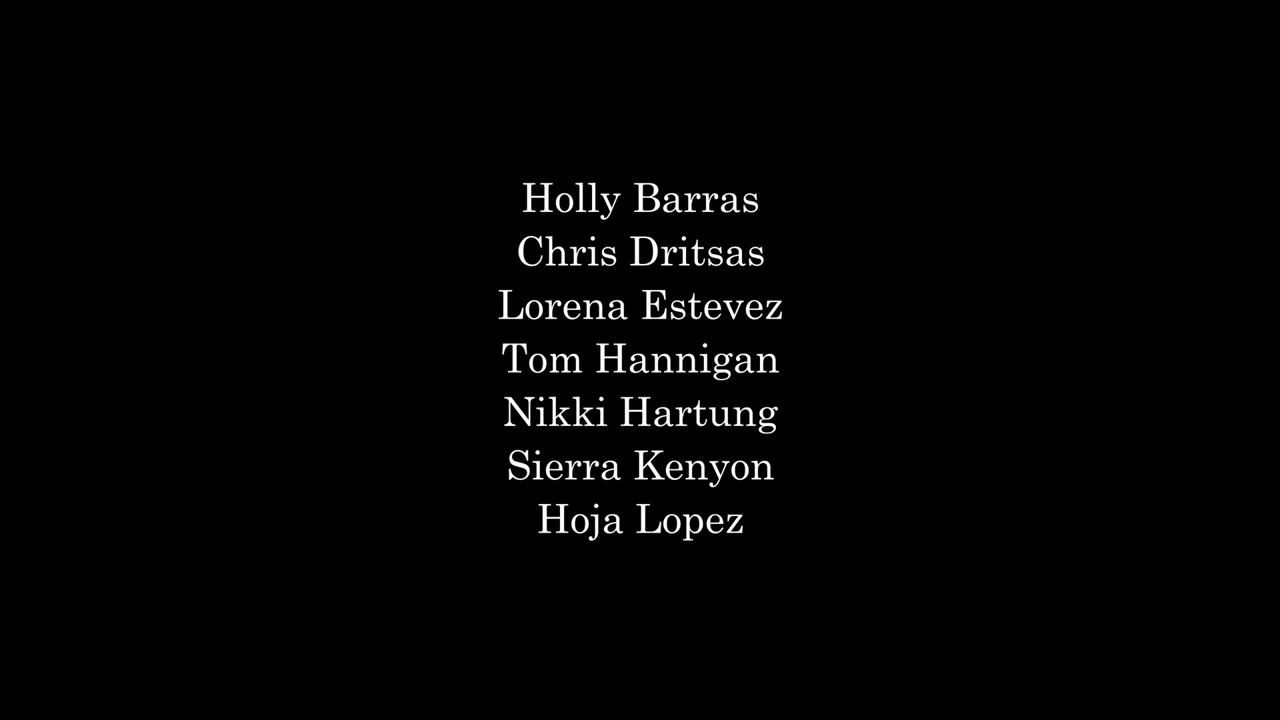 Holly Barras
Chris Dritsas
Lorena Estevez
Tom Hannigan
Nikki Hartung
Sierra Kenyon
Hoja Lopez